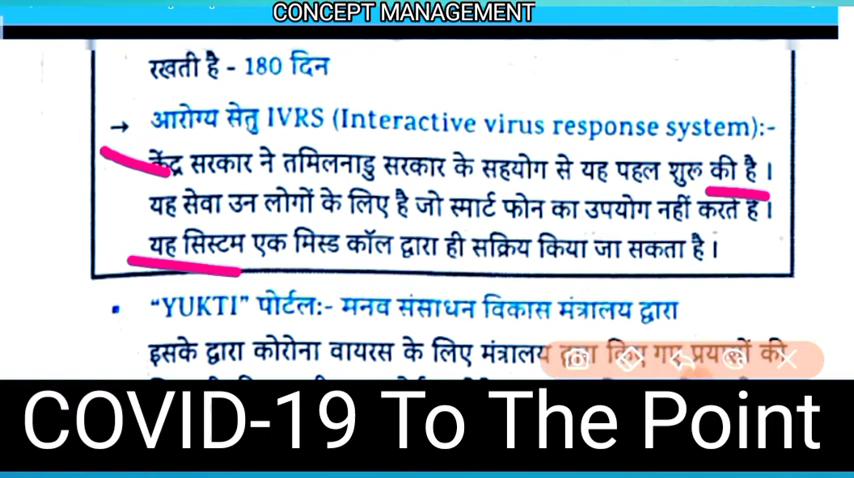 CONCEPT MANAGEMENT
रखती है - 180 दिन
→ आरोग्य सेतु IVRS (Interactive virus response system):-
केंद्र सरकार ने तमिलनाडु सरकार के सहयोग से यह पहल शुरू की है।
यह सेवा उन लोगों के लिए है जो स्मार्ट फोन का उपयोग नहीं करते है।
यह सिस्टम एक मिस्ड कॉल द्वारा ही सक्रिय किया जा सकता है।
• “YUKTI” पोर्टल:- मनव संसाधन विकास मंत्रालय द्वारा
इसके द्वारा कोरोना वायरस के लिए मंत्रालय द्वारा किए गए प्रयासों की
COVID-19 To The Point